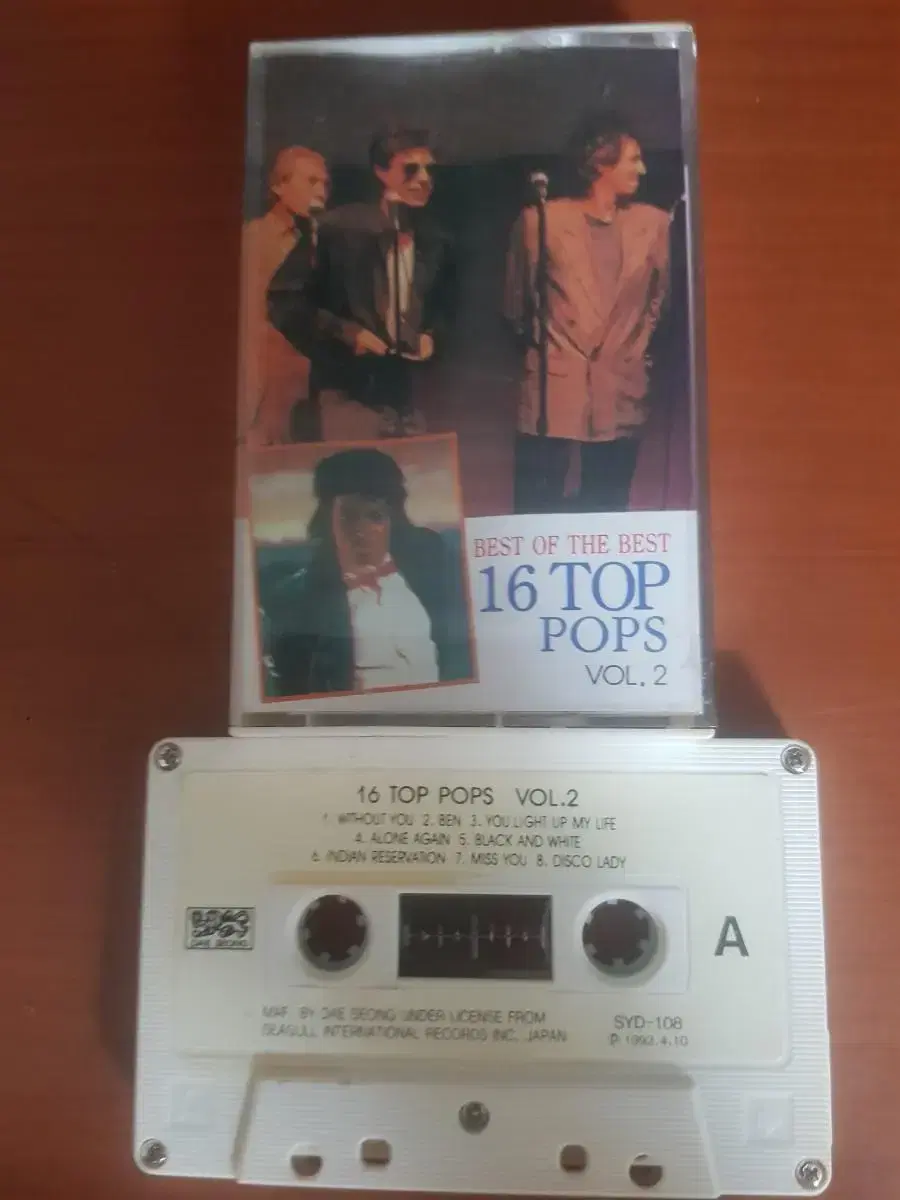 BEST OF THE BEST
16 TOP
POPS
VOL. 2
16 TOP POPS VOL.2
1. WITHOUT YOU 2. BEN 3. YOU LIGHT UP MY LIFE
4. ALONE AGAIN 5. BLACK AND WHITE
6. INDIAN RESERVATION 7. MISS YOU 8. DISCO LADY
DAE SEONG
A
MAF. BY DAE SEONG UNDER LICENSE FROM
SEAGULL INTERNATIONAL RECORDS INC. JAPAN
SYD-108
P 1992.4.10